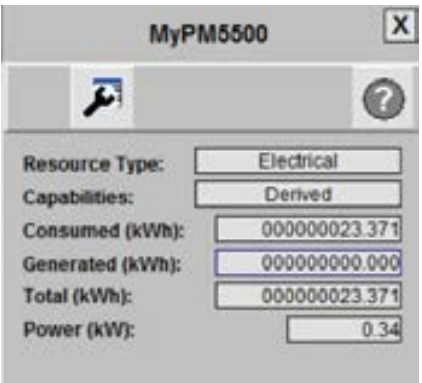 MyPM5500 X
?
Resource Type: Electrical
Capabilities: Derived
Consumed (kWh): 000000023.371
Generated (kWh): 000000000.000
Total (kWh): 000000023.371
Power (kW): 0.34